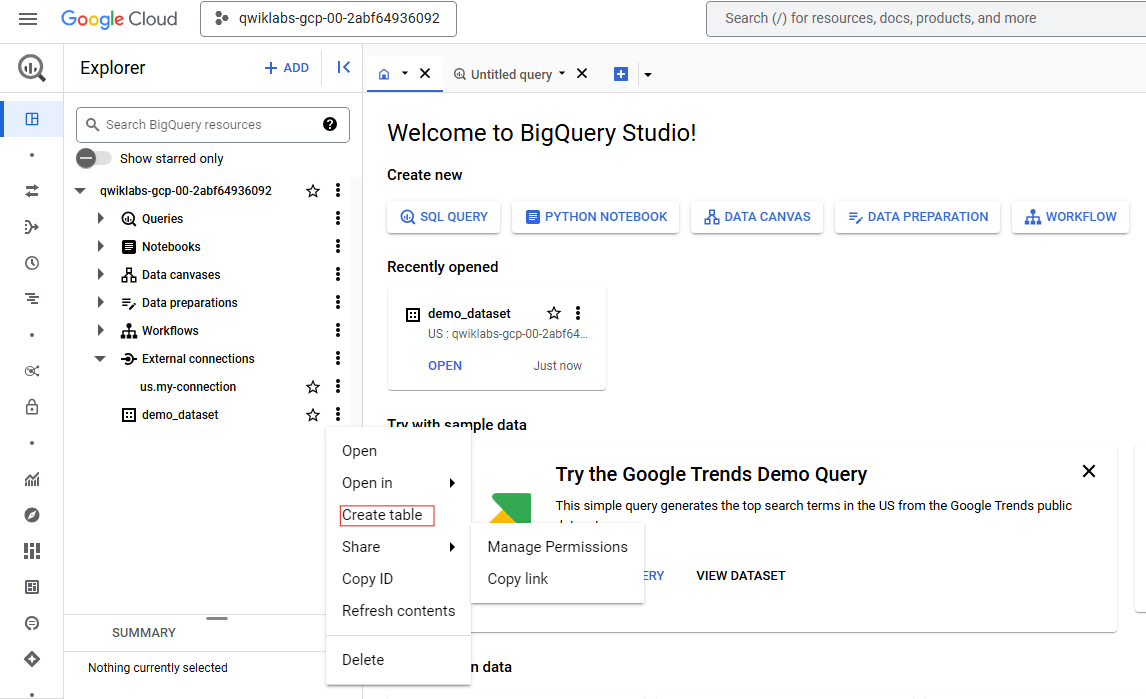 Google Cloud
qwiklabs-gcp-00-2abf64936092
Search (/) for resources, docs, products, and more
Explorer
+ ADD
Untitled query
Search BigQuery resources
Show starred only
qwiklabs-gcp-00-2abf64936092
Queries
Notebooks
Data canvases
Data preparations
Workflows
External connections
us.my-connection
demo_dataset
Welcome to BigQuery Studio!
Create new
SQL QUERY
PYTHON NOTEBOOK
DATA CANVAS
DATA PREPARATION
WORKFLOW
Recently opened
demo_dataset
US : qwiklabs-gcp-00-2abf64...
OPEN
Just now
Try with sample data
Try the Google Trends Demo Query
This simple query generates the top search terms in the US from the Google Trends public
VIEW DATASET
Open
Open in
Create table
Share
Copy ID
Refresh contents
Delete
Manage Permissions
Copy link
SUMMARY
Nothing currently selected
data